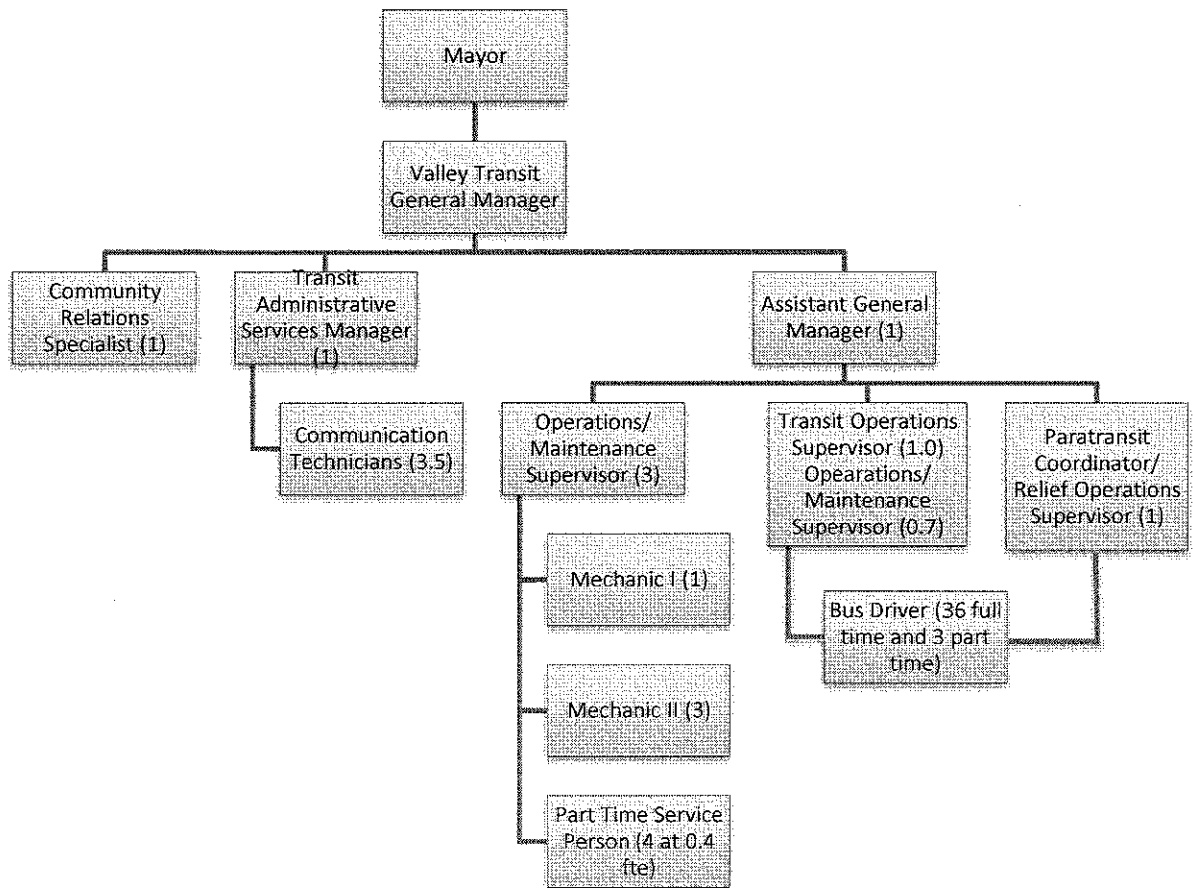 Mayor
Valley Transit
General Manager
Community
Relations
Specialist (1)
Transit
Administrative
Services Manager
(1)
Assistant General
Manager (1)
Communication
Technicians (3.5)
Operations/
Maintenance
Supervisor (3)
Transit Operations
Supervisor (1.0)
Opearations/
Maintenance
Supervisor (0.7)
Paratransit
Coordinator/
Relief Operations
Supervisor (1)
Mechanic I (1)
Bus Driver (36 full
time and 3 part
time)
Mechanic II (3)
Part Time Service
Person (4 at 0.4
fte)